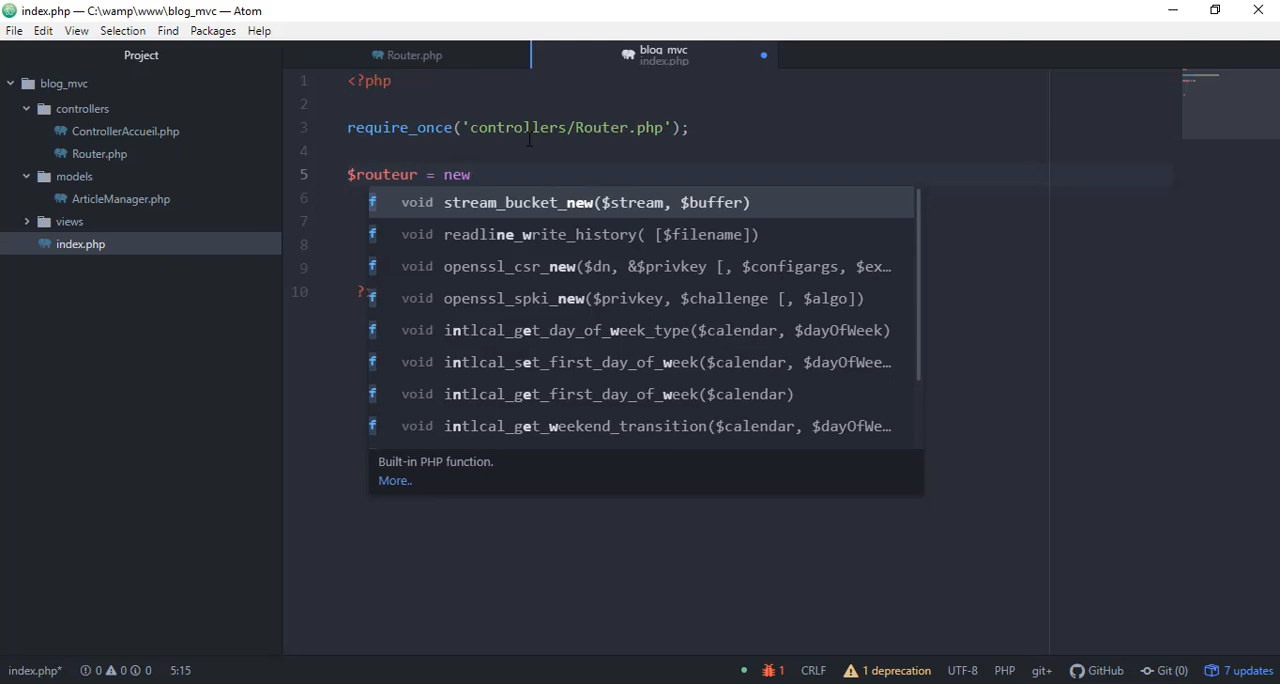 index.php — C:\wamp\www\blog_mvc — Atom
File Edit View Selection Find Packages Help
Project
Router.php
blog_mvc
index.php
blog_mvc
controllers
ControllerAccueil.php
Router.php
models
ArticleManager.php
views
index.php
1 <?php
2
3 require_once('controllers/Router.php');
4
5 $routeur = new
6
7
8
9
10 ?
f void stream_bucket_new($stream, $buffer)
f void readline_write_history( [$filename])
f void openssl_csr_new($dn, &$privkey [, $configargs, $ex…
f void openssl_spki_new($privkey, $challenge [, $algo])
f void intlcal_get_day_of_week_type($calendar, $dayOfWeek)
f void intlcal_set_first_day_of_week($calendar, $dayOfWee…
f void intlcal_get_first_day_of_week($calendar)
f void intlcal_get_weekend_transition($calendar, $dayOfWe…
Built-in PHP function.
More..
index.php* 0 0 0 5:15 1 CRLF 1 deprecation UTF-8 PHP git+ GitHub Git (0) 7 updates